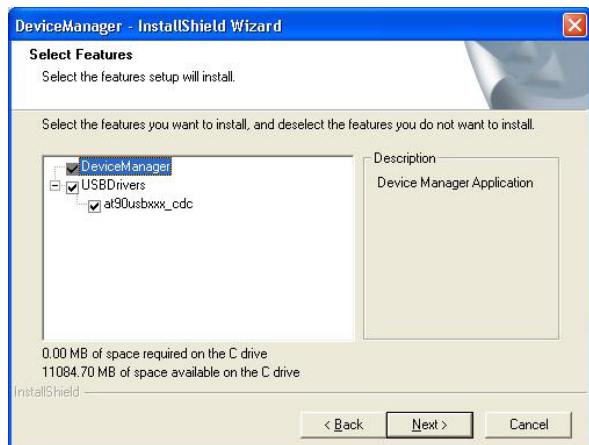 DeviceManager - InstallShield Wizard
Select Features
Select the features setup will install.
Select the features you want to install, and deselect the features you do not want to install.
DeviceManager
USBDrivers
at90usbxxx_cdc
Description
Device Manager Application
0.00 MB of space required on the C drive
11084.70 MB of space available on the C drive
InstallShield
< Back
Next >
Cancel